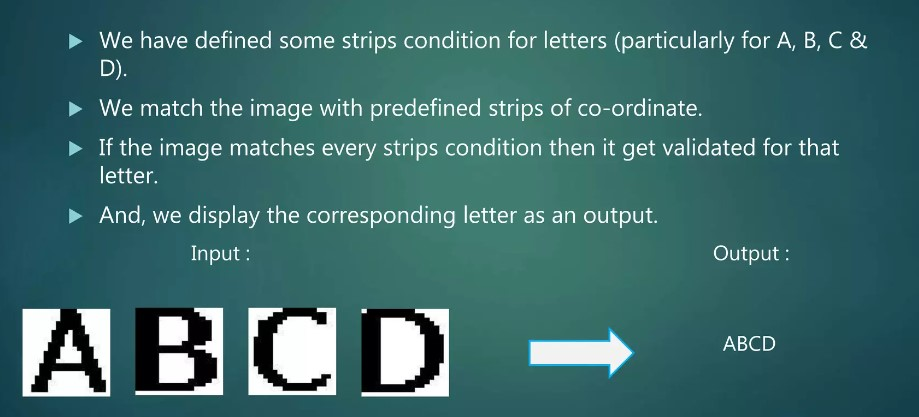 We have defined some strips condition for letters (particularly for A, B, C &
D).
We match the image with predefined strips of co-ordinate.
If the image matches every strips condition then it get validated for that
letter.
And, we display the corresponding letter as an output.
Input :
Output :
A B C D
ABCD